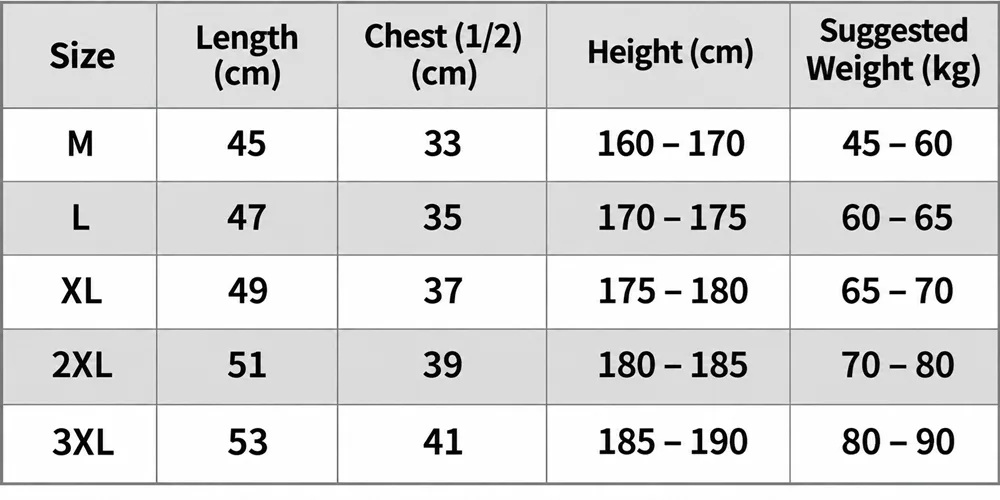 Size
Length
(cm)
Chest (1/2)
(cm)
Height (cm)
Suggested
Weight (kg)
M 45 33 160 – 170 45 – 60
L 47 35 170 – 175 60 – 65
XL 49 37 175 – 180 65 – 70
2XL 51 39 180 – 185 70 – 80
3XL 53 41 185 – 190 80 – 90